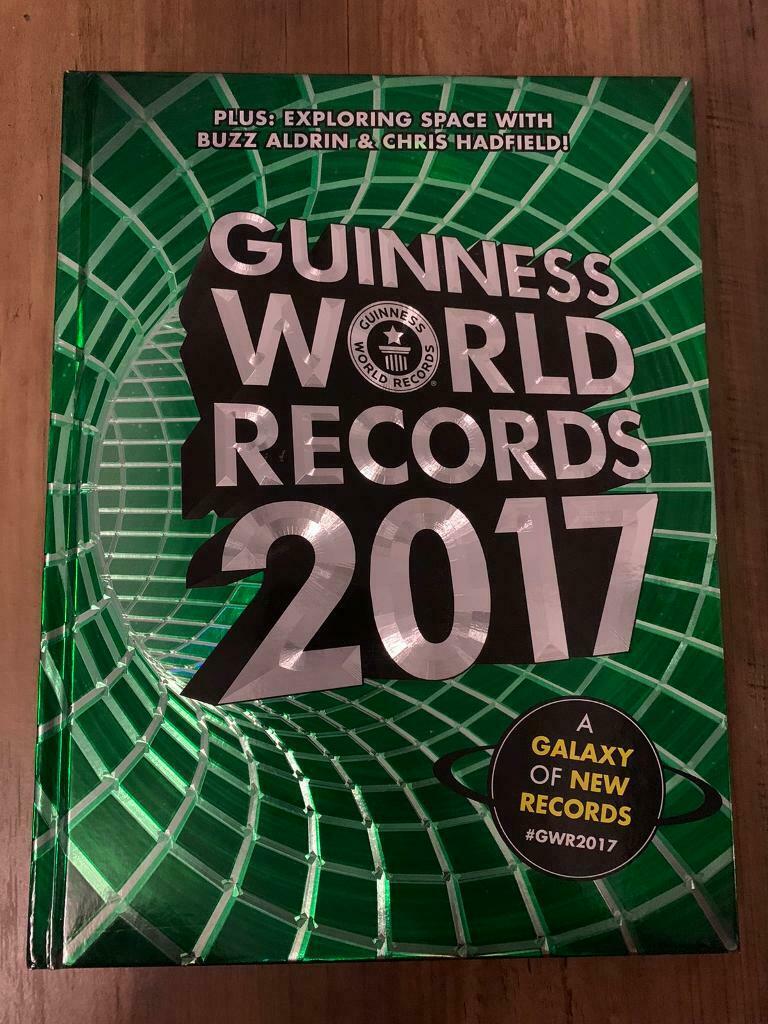 PLUS: EXPLORING SPACE WITH
BUZZ ALDRIN & CHRIS HADFIELD!
GUINNESS
WORLD
GUINNESS
WORLD RECORDS
®
RECORDS
2017
A
GALAXY
OF NEW
RECORDS
#GWR2017